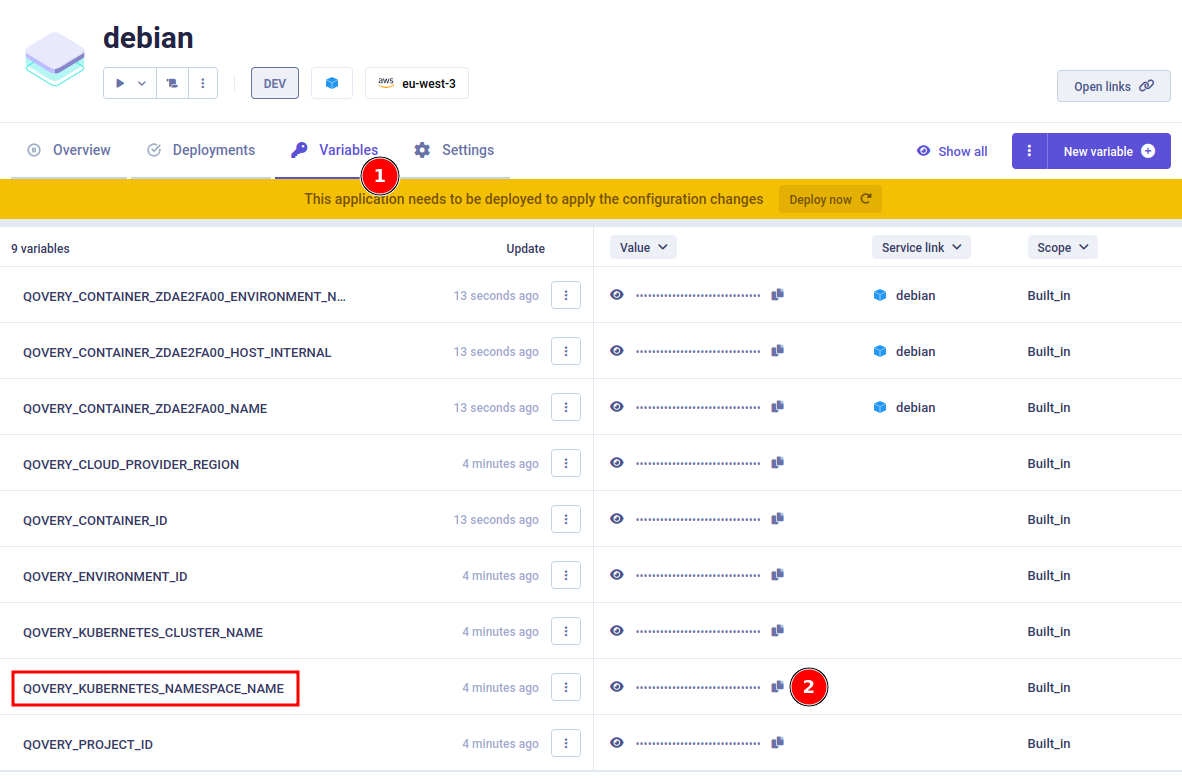 debian
DEV
aws eu-west-3
Open links
Overview
Deployments
Variables
Settings
Show all
New variable
1
This application needs to be deployed to apply the configuration changes
Deploy now
9 variables
Update
Value
Service link
Scope
QOVERY_CONTAINER_ZDAE2FA00_ENVIRONMENT_N... 13 seconds ago debian Built_in
QOVERY_CONTAINER_ZDAE2FA00_HOST_INTERNAL 13 seconds ago debian Built_in
QOVERY_CONTAINER_ZDAE2FA00_NAME 13 seconds ago debian Built_in
QOVERY_CLOUD_PROVIDER_REGION 4 minutes ago Built_in
QOVERY_CONTAINER_ID 13 seconds ago Built_in
QOVERY_ENVIRONMENT_ID 4 minutes ago Built_in
QOVERY_KUBERNETES_CLUSTER_NAME 4 minutes ago Built_in
QOVERY_KUBERNETES_NAMESPACE_NAME 4 minutes ago 2 Built_in
QOVERY_PROJECT_ID 4 minutes ago Built_in